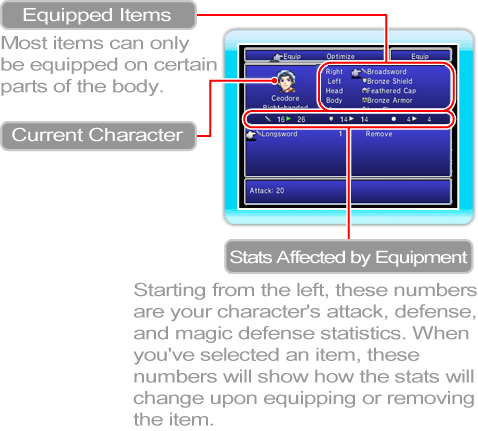 Equipped Items
Most items can only
be equipped on certain
parts of the body.
Current Character
Equip Optimize Equip
Right Broadsword
Left Bronze Shield
Head Feathered Cap
Body Bronze Armor
Ceodore
Right-handed
16 26 14 14 4 4
Longsword 1 Remove
Attack: 20
Stats Affected by Equipment
Starting from the left, these numbers
are your character's attack, defense,
and magic defense statistics. When
you've selected an item, these
numbers will show how the stats will
change upon equipping or removing
the item.